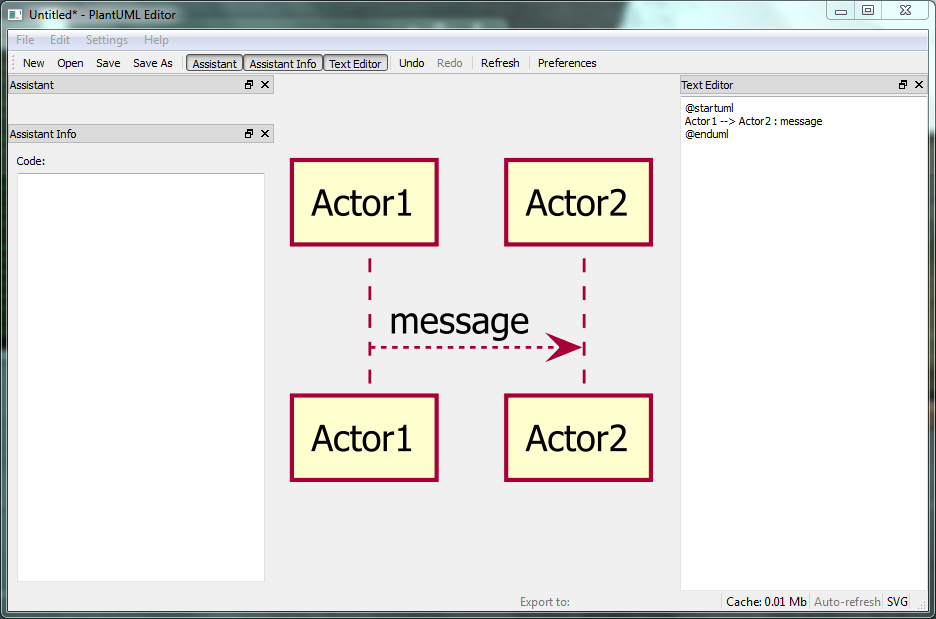 Untitled* - PlantUML Editor
File Edit Settings Help
New Open Save Save As Assistant Assistant Info Text Editor Undo Redo Refresh Preferences
Assistant
Assistant Info
Code:
Actor1 Actor2
message
Actor1 Actor2
Text Editor
@startuml
Actor1 --> Actor2 : message
@enduml
Export to: Cache: 0.01 Mb Auto-refresh SVG